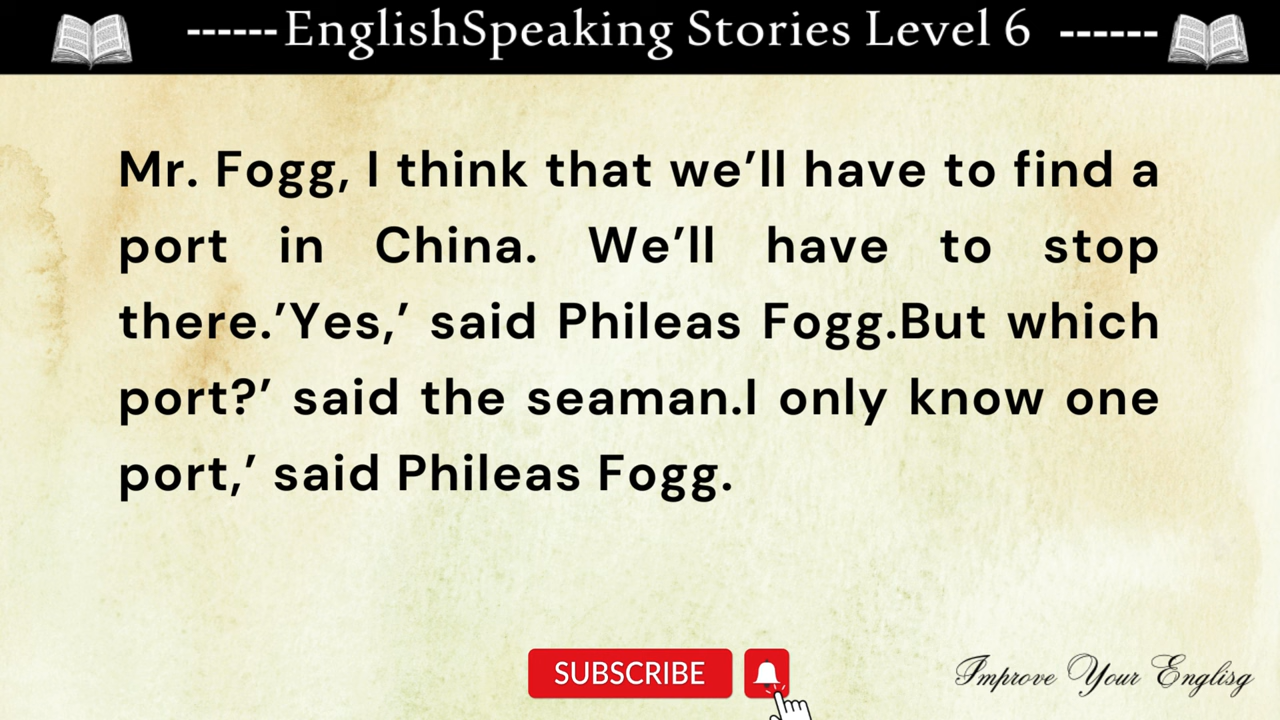 ------EnglishSpeaking Stories Level 6 ------
Mr. Fogg, I think that we’ll have to find a
port in China. We’ll have to stop
there.’Yes,’ said Phileas Fogg.But which
port?’ said the seaman.I only know one
port,’ said Phileas Fogg.
SUBSCRIBE
Improve Your Englisg